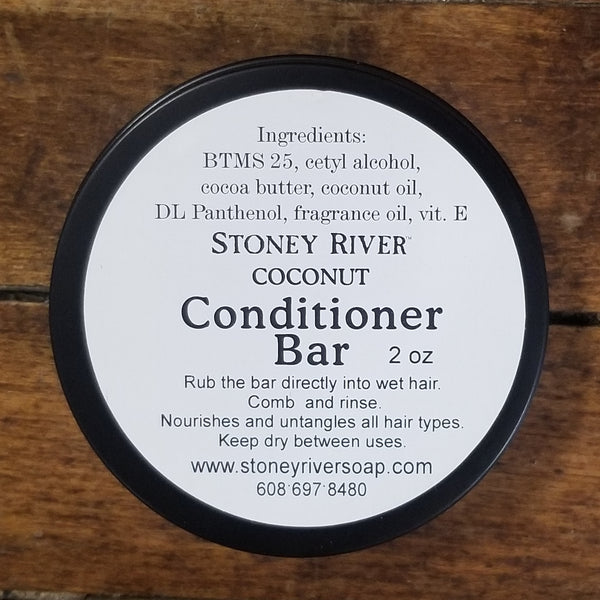 Ingredients:
BTMS 25, cetyl alcohol,
cocoa butter, coconut oil,
DL Panthenol, fragrance oil, vit. E
STONEY RIVER™
COCONUT
Conditioner
Bar 2 oz
Rub the bar directly into wet hair.
Comb and rinse.
Nourishes and untangles all hair types.
Keep dry between uses.
www.stoneyriversoap.com
608·697·8480